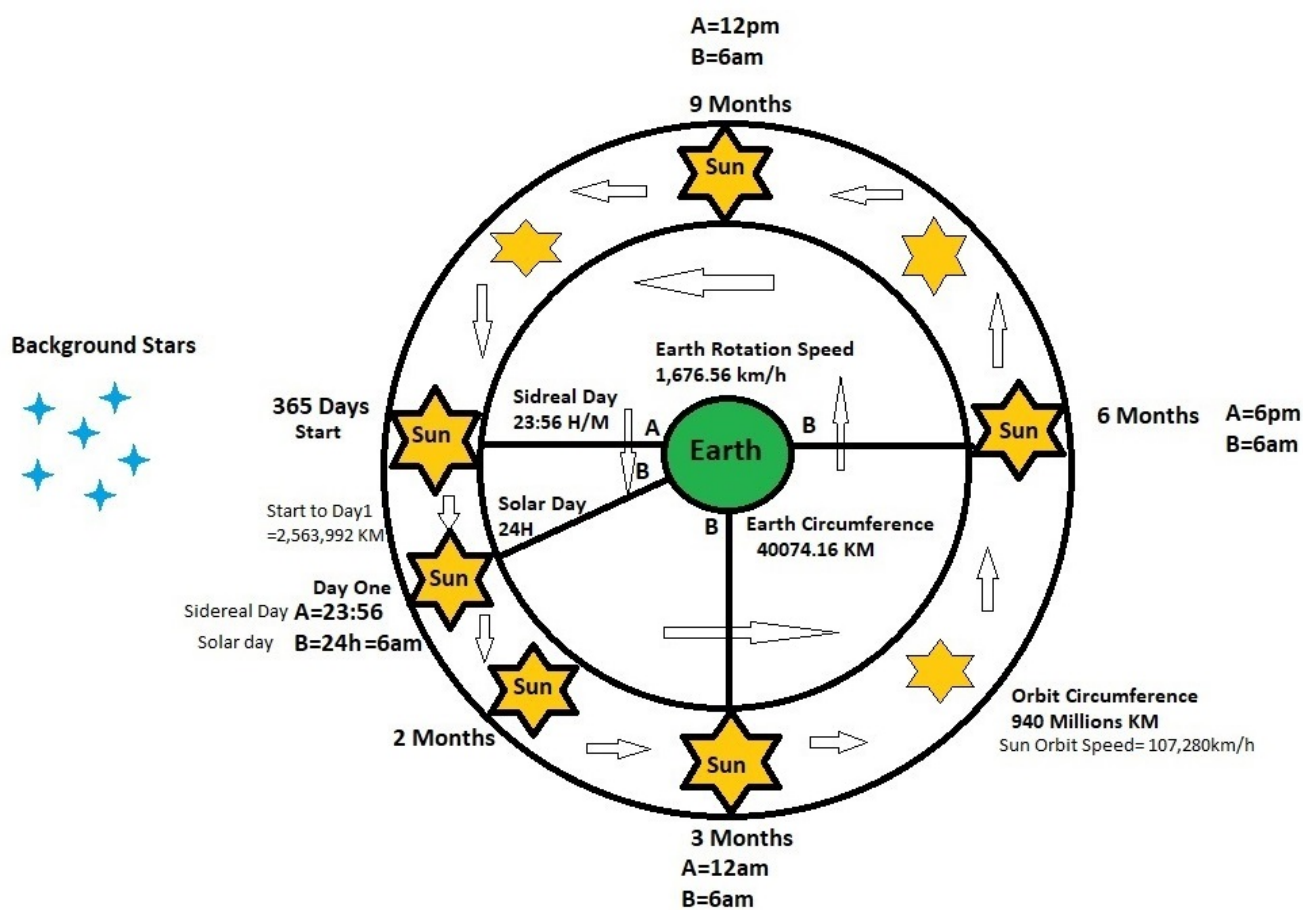 A=12pm
B=6am
9 Months
Sun
Background Stars
Earth Rotation Speed
1,676.56 km/h
365 Days
Start
Sun
Sidreal Day
23:56 H/M
A
B
B
Earth
Sun
6 Months
A=6pm
B=6am
Solar Day
24H
B
Earth Circumference
40074.16 KM
Start to Day1
=2,563,992 KM
Sun
Day One
Sidereal Day A=23:56
Solar day B=24h=6am
Sun
2 Months
Orbit Circumference
940 Millions KM
Sun Orbit Speed= 107,280km/h
Sun
3 Months
A=12am
B=6am